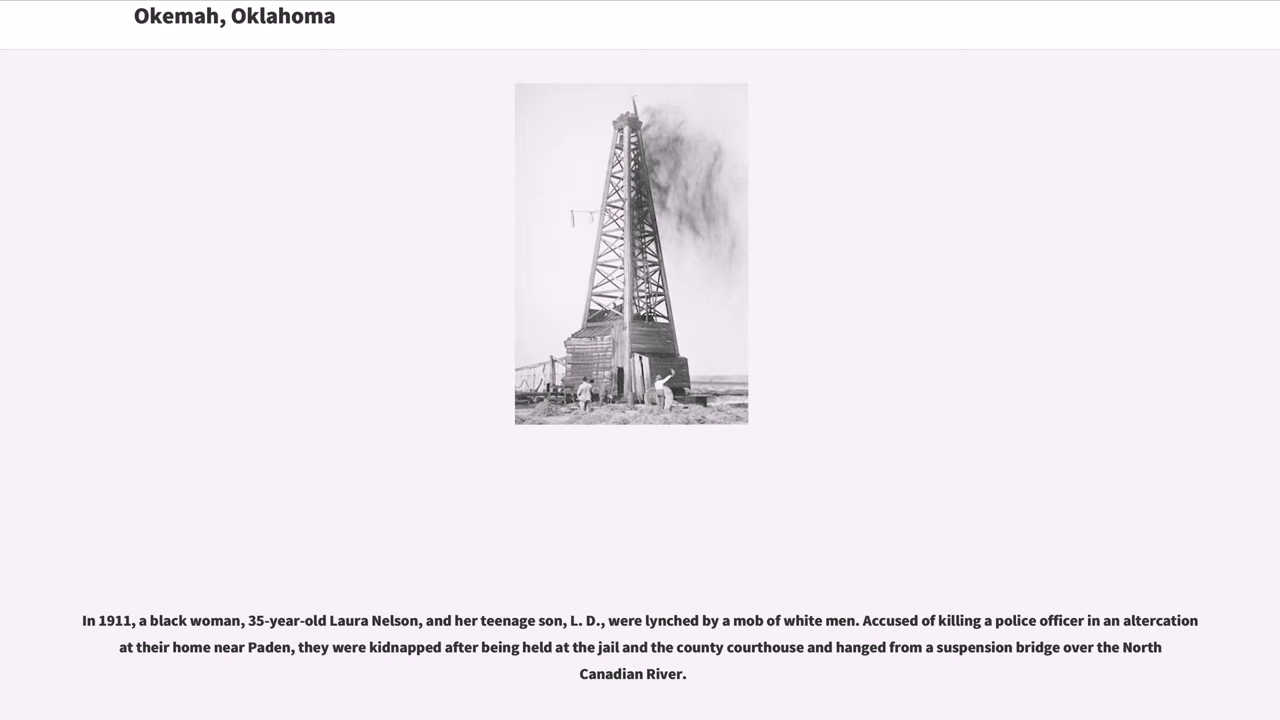 Okemah, Oklahoma
In 1911, a black woman, 35-year-old Laura Nelson, and her teenage son, L. D., were lynched by a mob of white men. Accused of killing a police officer in an altercation
at their home near Paden, they were kidnapped after being held at the jail and the county courthouse and hanged from a suspension bridge over the North
Canadian River.